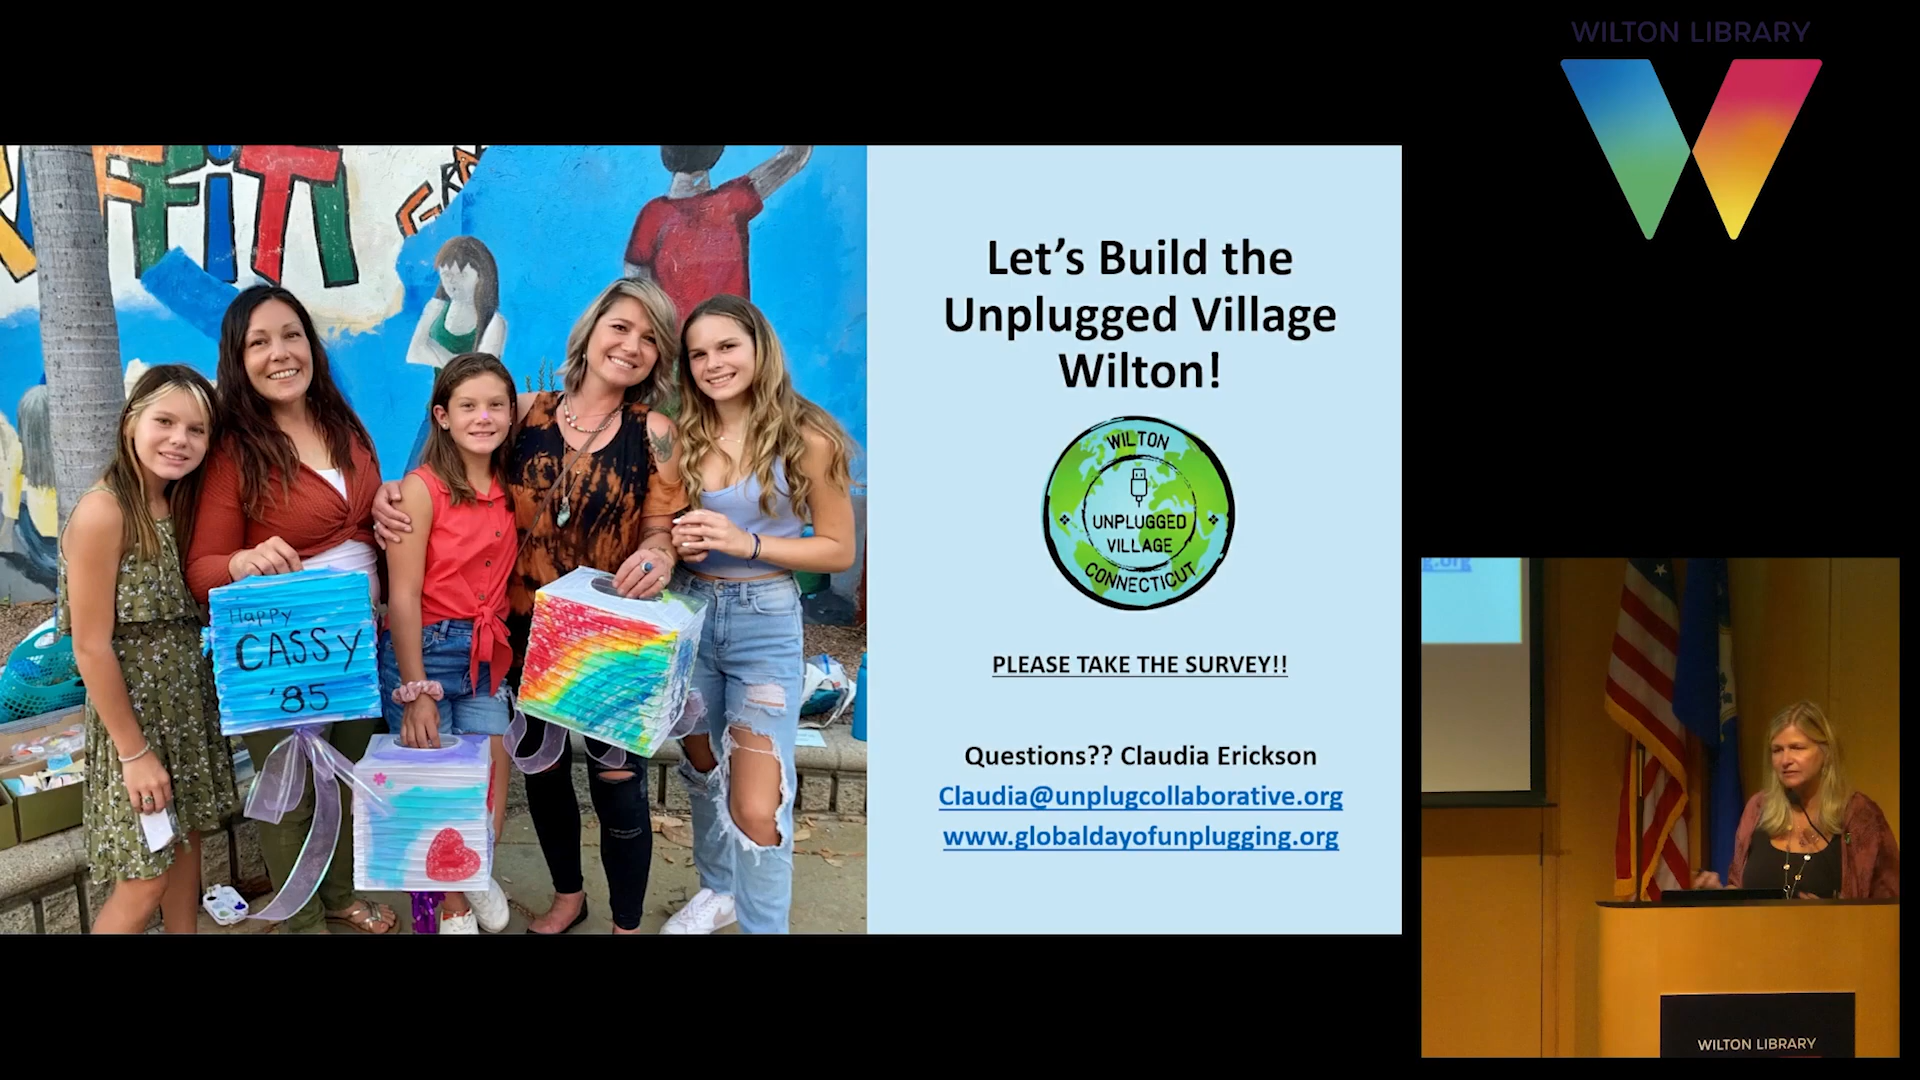 WILTON LIBRARY
Let's Build the
Unplugged Village
Wilton!
WILTON
UNPLUGGED
VILLAGE
CONNECTICUT
PLEASE TAKE THE SURVEY!!
Questions?? Claudia Erickson
Claudia@unplugcollaborative.org
www.globaldayofunplugging.org
Happy
CASSY
'85
WILTON LIBRARY